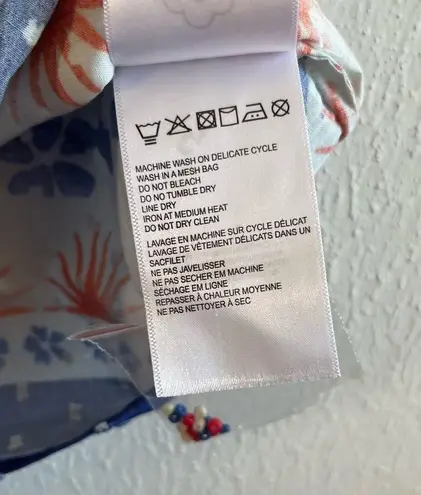 MACHINE WASH ON DELICATE CYCLE
WASH IN A MESH BAG
DO NOT BLEACH
DO NO TUMBLE DRY
LINE DRY
IRON AT MEDIUM HEAT
DO NOT DRY CLEAN
LAVAGE EN MACHINE SUR CYCLE DÉLICAT
LAVAGE DE VÊTEMENT DÉLICATS DANS UN
SACFILET
NE PAS JAVELISSER
NE PAS SECHER EM MACHINE
SÉCHAGE EM LIGNE
REPASSER À CHALEUR MOYENNE
NE PAS NETTOYER À SEC